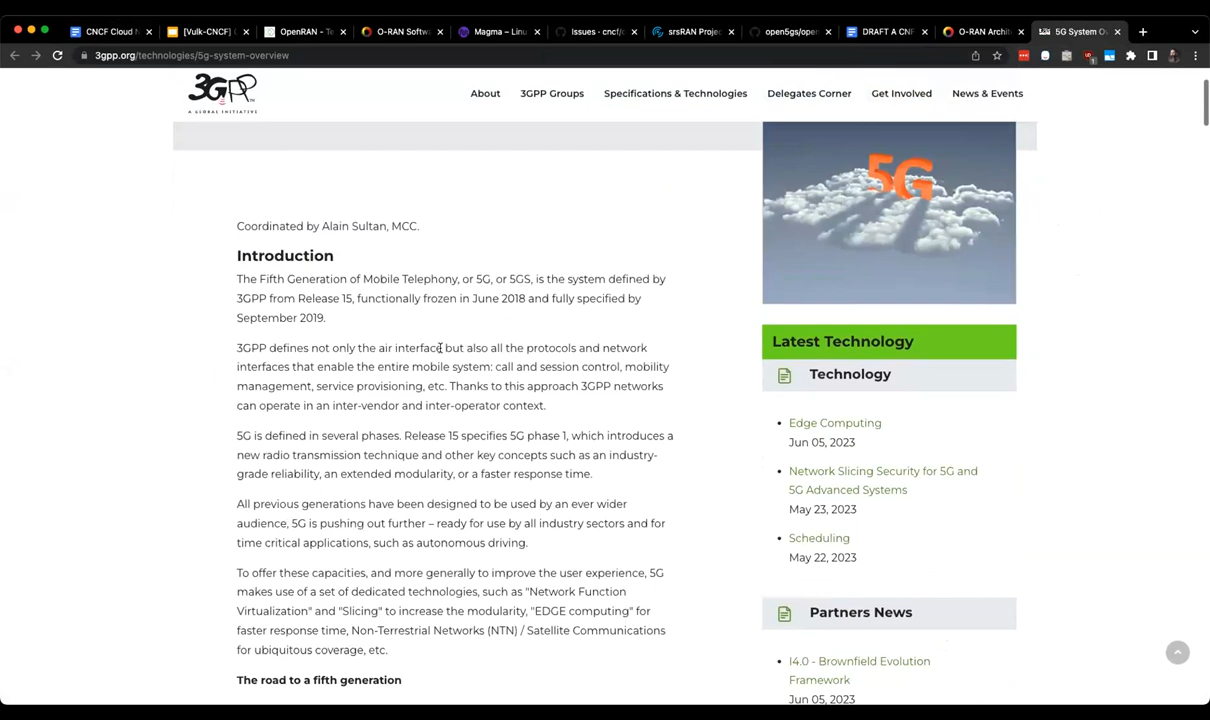 CNCF Cloud N
[Vulk-CNCF]
OpenRAN - Te
O-RAN Softw
Magma – Linu
Issues · cncf/c
srsRAN Projec
open5gs/open
DRAFT A CNF
O-RAN Archit
5G System Ov
3gpp.org/technologies/5g-system-overview
3GPP
A GLOBAL INITIATIVE
About
3GPP Groups
Specifications & Technologies
Delegates Corner
Get Involved
News & Events
5G
Coordinated by Alain Sultan, MCC.
Introduction
The Fifth Generation of Mobile Telephony, or 5G, or 5GS, is the system defined by
3GPP from Release 15, functionally frozen in June 2018 and fully specified by
September 2019.
3GPP defines not only the air interface but also all the protocols and network
interfaces that enable the entire mobile system: call and session control, mobility
management, service provisioning, etc. Thanks to this approach 3GPP networks
can operate in an inter-vendor and inter-operator context.
5G is defined in several phases. Release 15 specifies 5G phase 1, which introduces a
new radio transmission technique and other key concepts such as an industry-
grade reliability, an extended modularity, or a faster response time.
All previous generations have been designed to be used by an ever wider
audience, 5G is pushing out further – ready for use by all industry sectors and for
time critical applications, such as autonomous driving.
To offer these capacities, and more generally to improve the user experience, 5G
makes use of a set of dedicated technologies, such as "Network Function
Virtualization" and "Slicing" to increase the modularity, "EDGE computing" for
faster response time, Non-Terrestrial Networks (NTN) / Satellite Communications
for ubiquitous coverage, etc.
The road to a fifth generation
Latest Technology
Technology
Edge Computing
Jun 05, 2023
Network Slicing Security for 5G and
5G Advanced Systems
May 23, 2023
Scheduling
May 22, 2023
Partners News
I4.0 - Brownfield Evolution
Framework
Jun 05, 2023